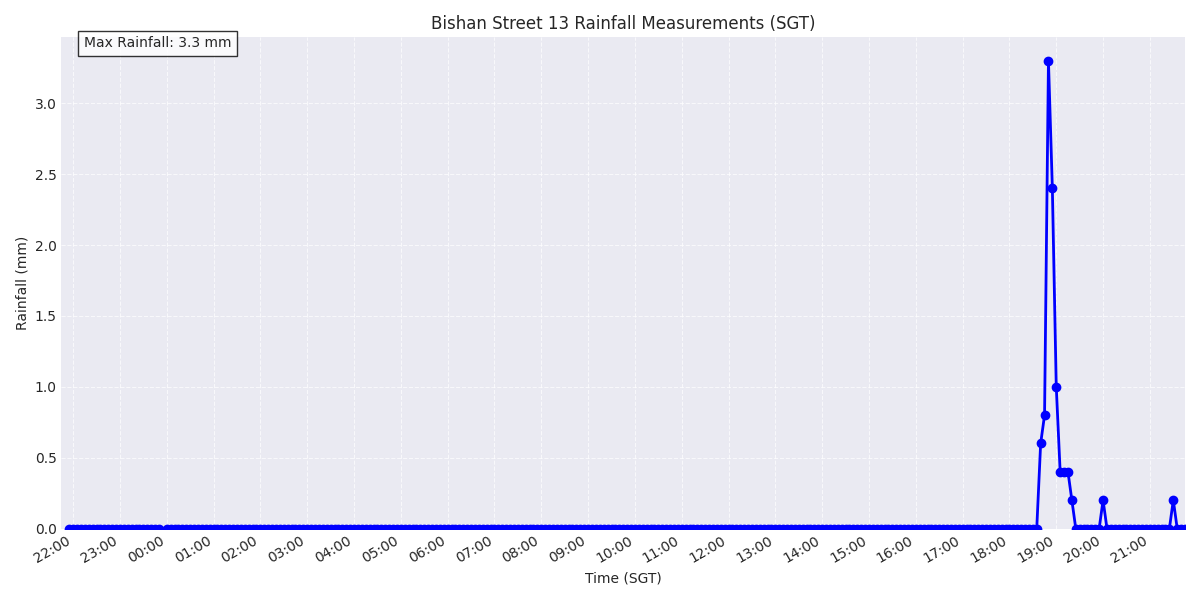 Bishan Street 13 Rainfall Measurements (SGT)
Max Rainfall: 3.3 mm
Rainfall (mm)
3.0
2.5
2.0
1.5
1.0
0.5
0.0
22:00 23:00 00:00 01:00 02:00 03:00 04:00 05:00 06:00 07:00 08:00 09:00 10:00 11:00 12:00 13:00 14:00 15:00 16:00 17:00 18:00 19:00 20:00 21:00
Time (SGT)